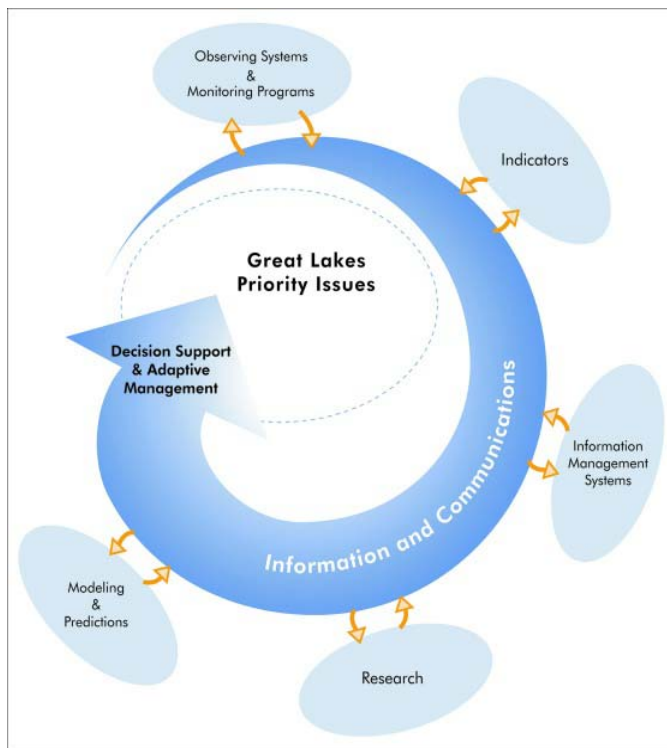 Observing Systems
&
Monitoring Programs
Indicators
Great Lakes
Priority Issues
Decision Support
& Adaptive
Management
Information and Communications
Information
Management
Systems
Modeling
&
Predictions
Research